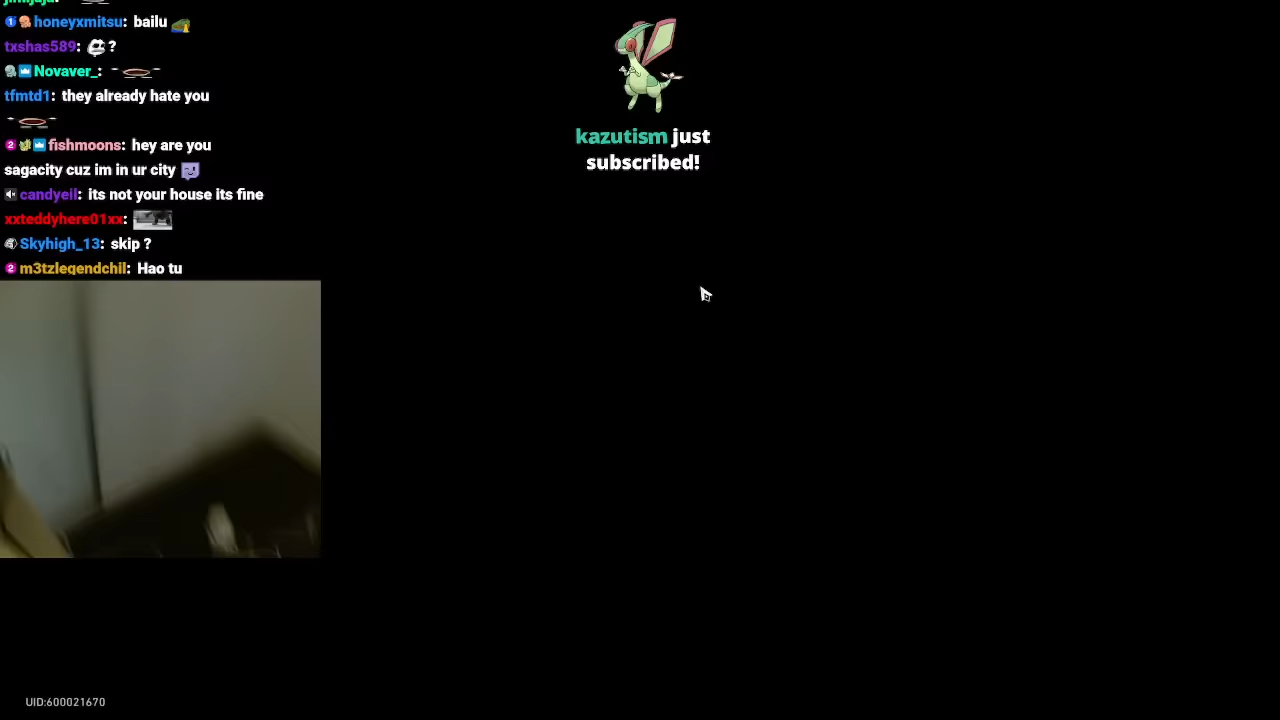 honeyxmitsu: bailu
txshas589: ?
Novaver_:
tfmtd1: they already hate you
fishmoons: hey are you
sagacity cuz im in ur city
candyeil: its not your house its fine
xxteddyhere01xx:
Skyhigh_13: skip ?
m3tzlegendchil: Hao tu
kazutism just
subscribed!
UID:600021670